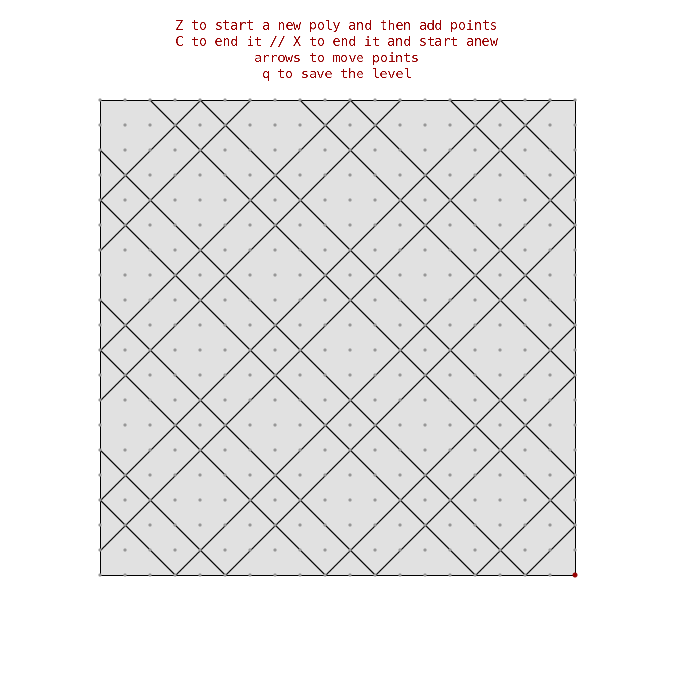 Z to start a new poly and then add points
C to end it // X to end it and start anew
arrows to move points
q to save the level